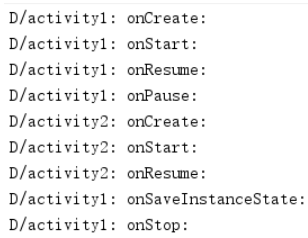 D/activity1: onCreate:
D/activity1: onStart:
D/activity1: onResume:
D/activity1: onPause:
D/activity2: onCreate:
D/activity2: onStart:
D/activity2: onResume:
D/activity1: onSaveInstanceState:
D/activity1: onStop: